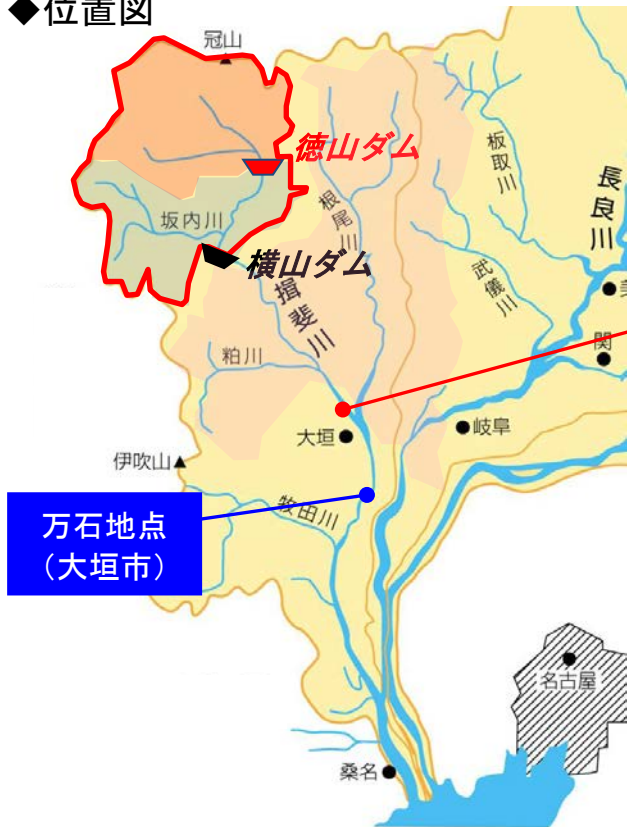 ◆位置図
冠山
徳山ダム
板取川
長良川
根尾川
坂内川
横山ダム
武儀川
揖斐川
関
粕川
大垣
岐阜
伊吹山
牧田川
万石地点
（大垣市）
名古屋
桑名